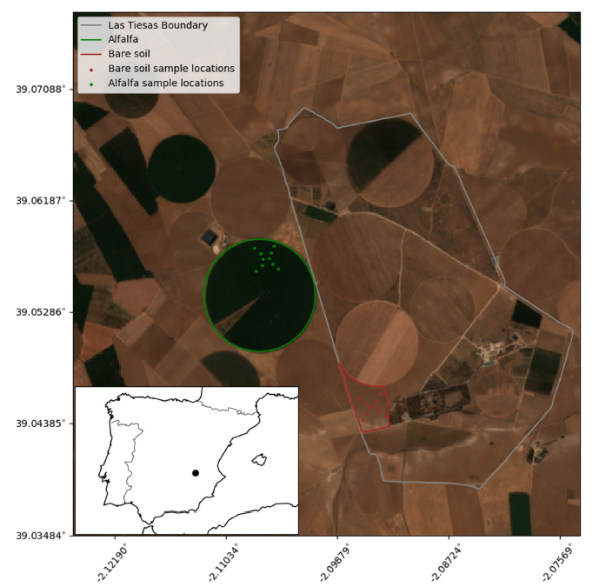 Las Tiesas Boundary
Alfalfa
Bare soil
Bare soil sample locations
Alfalfa sample locations
39.07088°
39.06187°
39.05286°
39.04385°
39.03484°
-2.12190°
-2.11034°
-2.09879°
-2.08724°
-2.07569°